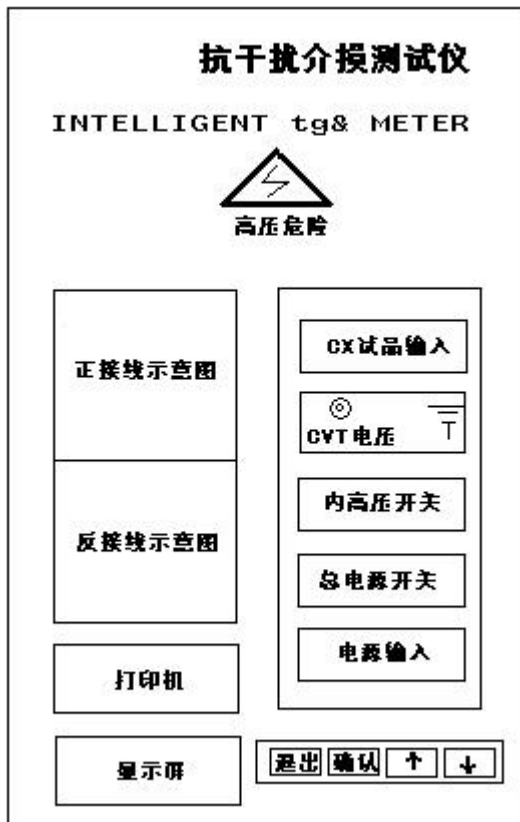 抗干扰介损测试仪
INTELLIGENT tg& METER
高压危险
正接线示意图
反接线示意图
打印机
显示屏
CX试品输入
CVT电压
内高压开关
总电源开关
电源输入
退出 确认 ↑ ↓